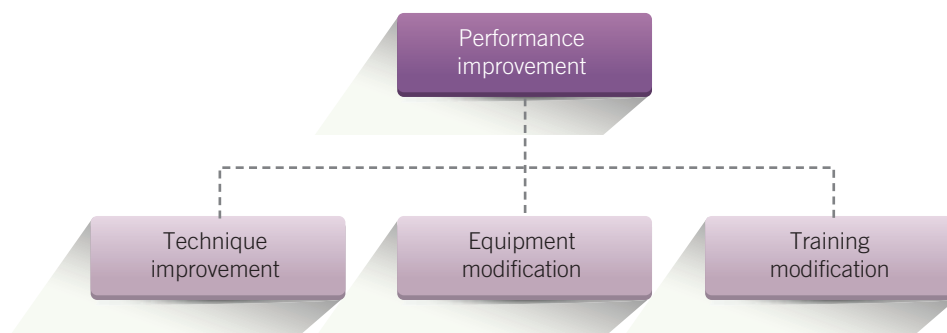 Performance
improvement
Technique
improvement
Equipment
modification
Training
modification